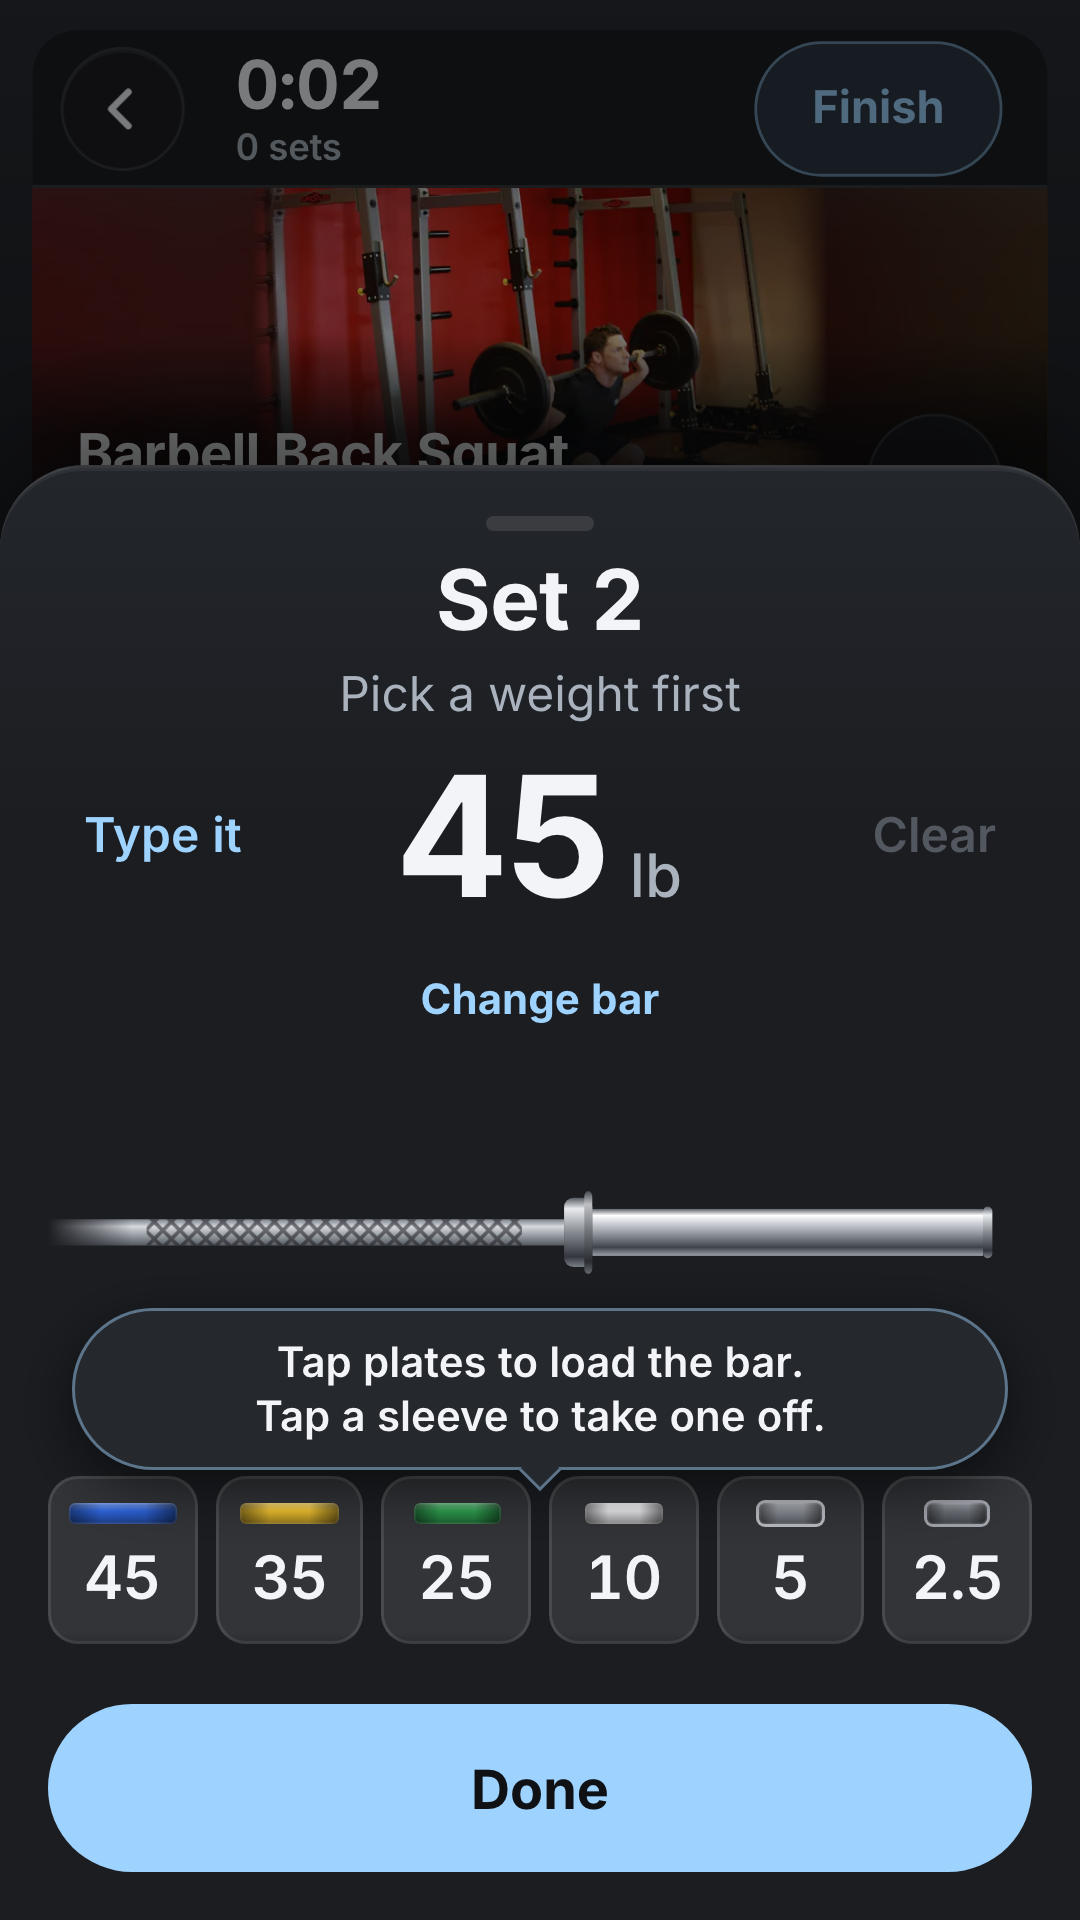 0:02
0 sets
Finish
Barbell Back Squat
Set 2
Pick a weight first
Type it
45 lb
Clear
Change bar
Tap plates to load the bar.
Tap a sleeve to take one off.
45
35
25
10
5
2.5
Done